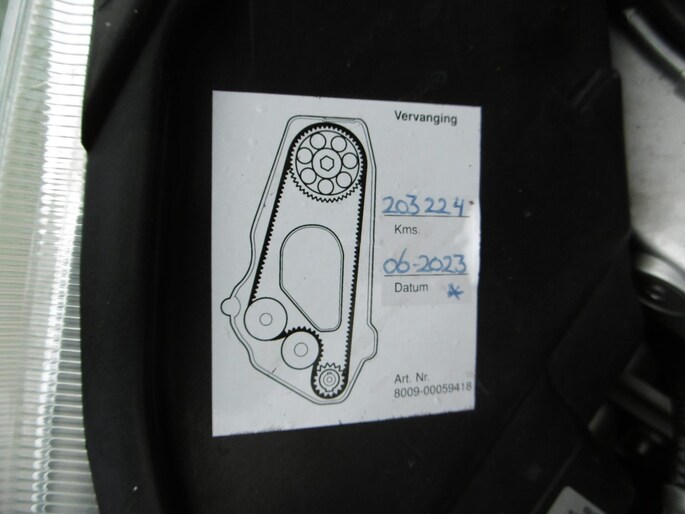 Vervanging
203224
Kms.
06-2023
Datum *
Art. Nr.
8009-00059418